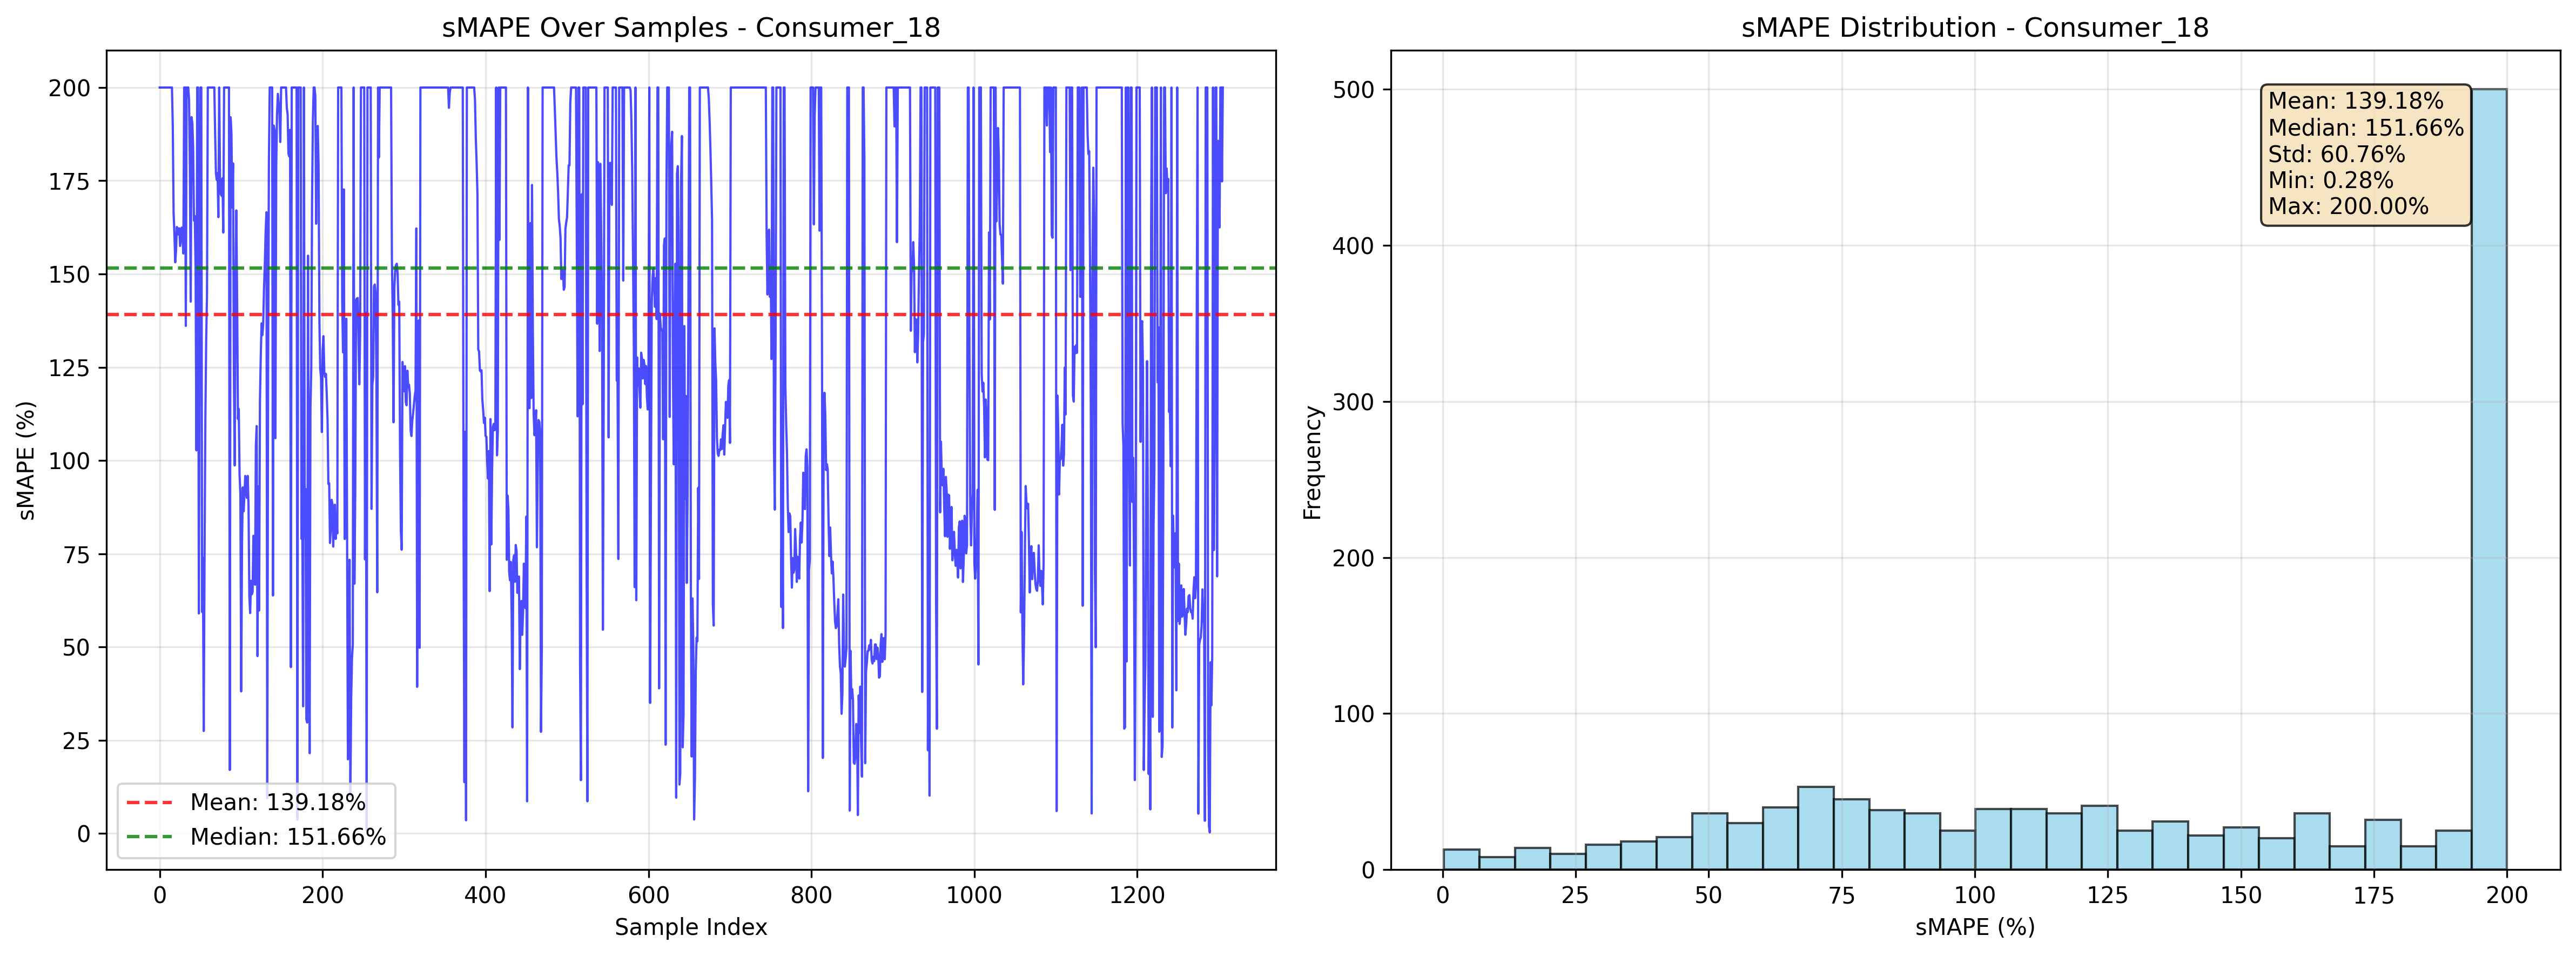 sMAPE Over Samples - Consumer_18
sMAPE (%)
200
175
150
125
100
75
50
25
0
Mean: 139.18%
Median: 151.66%
0 200 400 600 800 1000 1200
Sample Index
sMAPE Distribution - Consumer_18
Frequency
500
400
300
200
100
0
Mean: 139.18%
Median: 151.66%
Std: 60.76%
Min: 0.28%
Max: 200.00%
0 25 50 75 100 125 150 175 200
sMAPE (%)